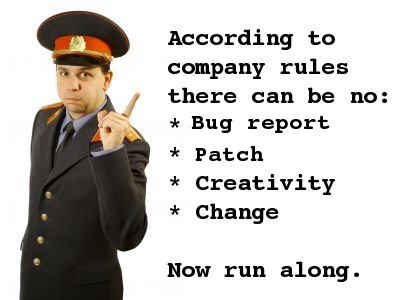 According to
company rules
there can be no:
* Bug report
* Patch
* Creativity
* Change
Now run along.